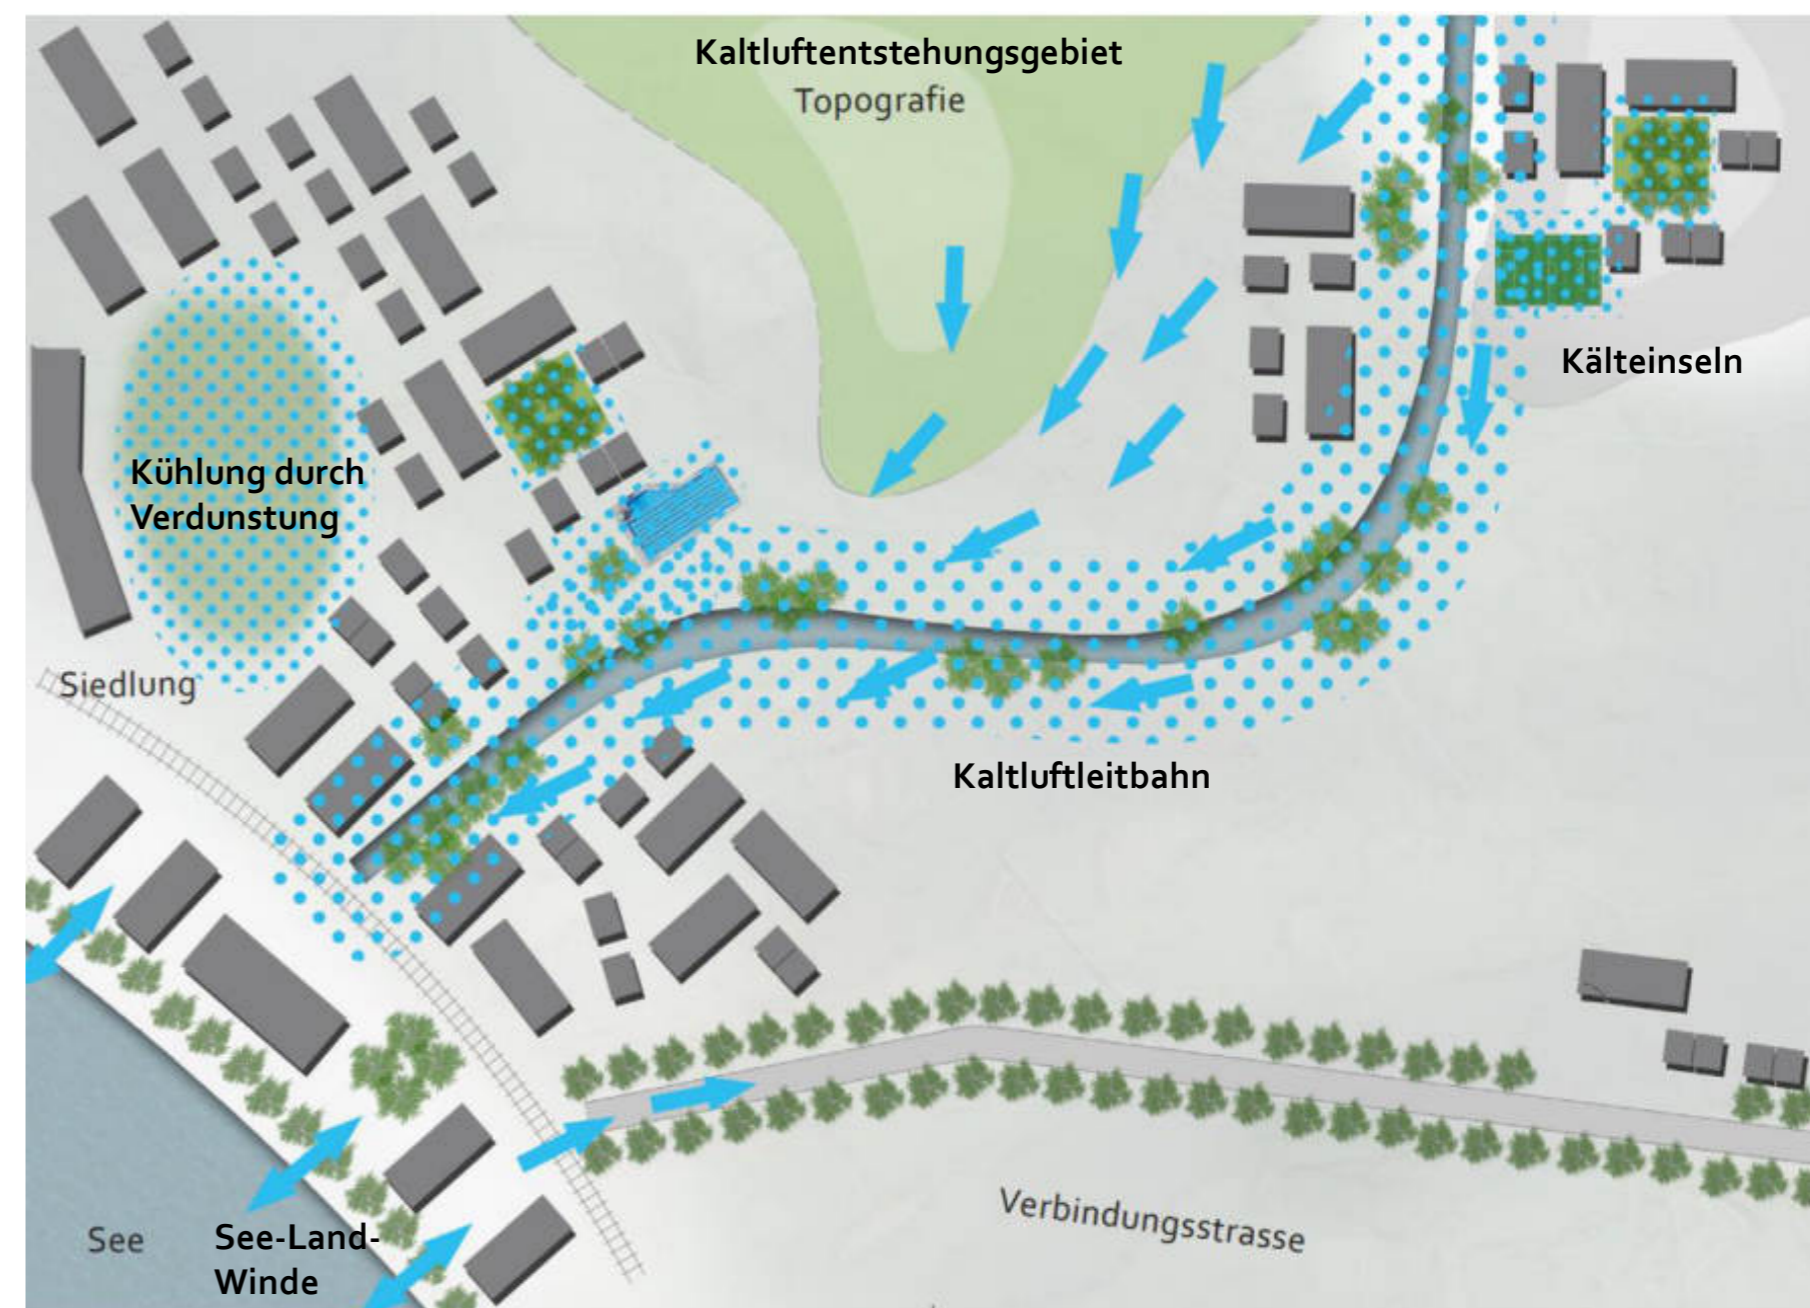 Kaltluftentstehungsgebiet
Topografie
Kälteinseln
Kühlung durch
Verdunstung
Siedlung
Kaltluftleitbahn
Verbindungsstrasse
See
See-Land-
Winde